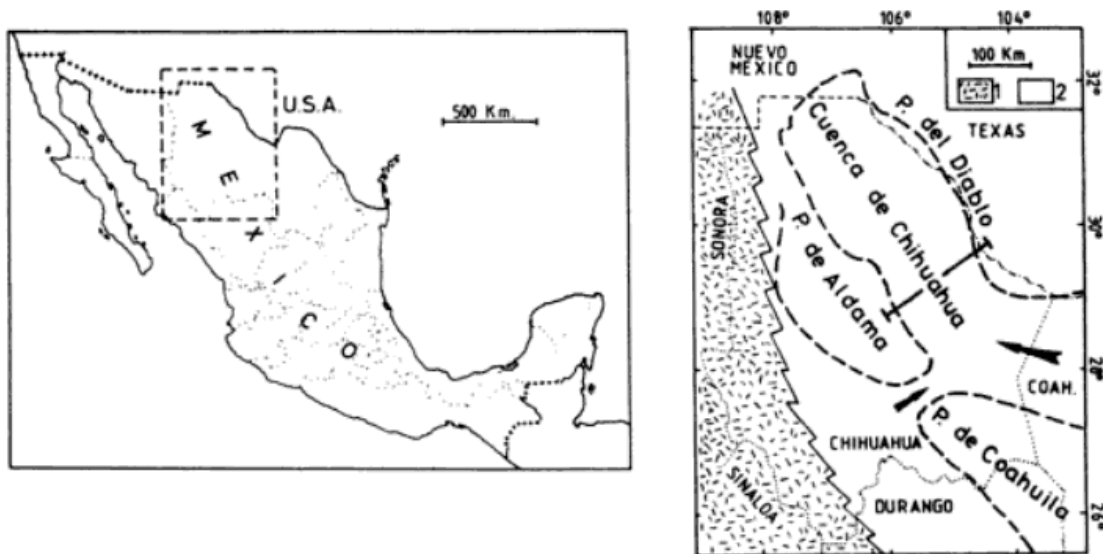 U.S.A.
500 Km.
M
E
X
I
C
O
108°
106°
104°
NUEVO
MÉXICO
100 Km
1
2
32°
TEXAS
P. del Diablo
Cuenca de Chihuahua
SONORA
30°
P. de Aldama
28°
COAH.
CHIHUAHUA
P. de Coahuila
SINALOA
DURANGO
26°